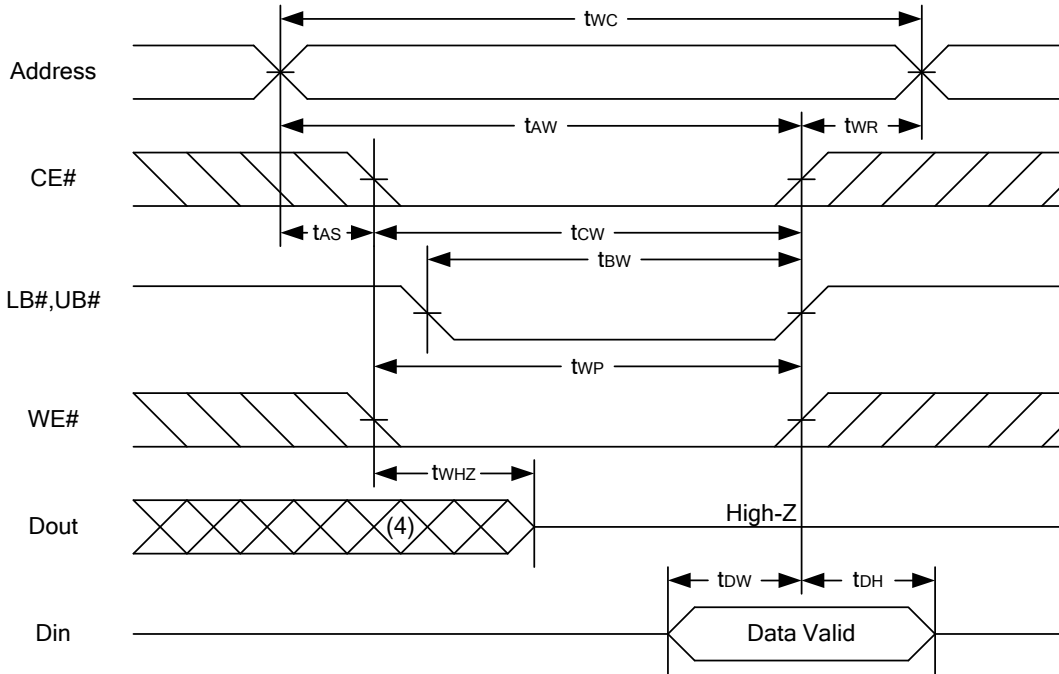 tWC
Address
tAW
tWR
CE#
tAS
tCW
tBW
LB#,UB#
tWP
WE#
tWHZ
Dout
(4)
High-Z
tDW
tDH
Din
Data Valid